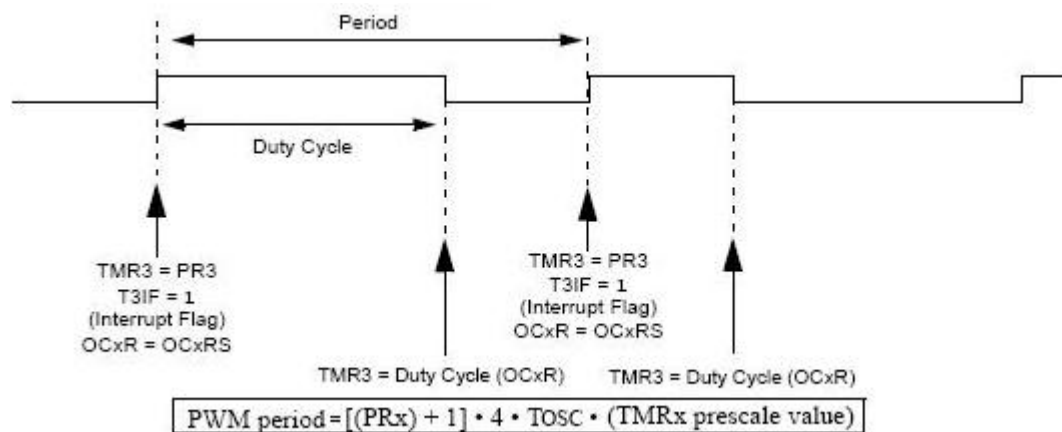 Period
Duty Cycle
TMR3 = PR3
T3IF = 1
(Interrupt Flag)
OCxR = OCxRS
TMR3 = PR3
T3IF = 1
(Interrupt Flag)
OCxR = OCxRS
TMR3 = Duty Cycle (OCxR)
TMR3 = Duty Cycle (OCxR)
PWM period = [(PRx) + 1] • 4 • TOSC • (TMRx prescale value)